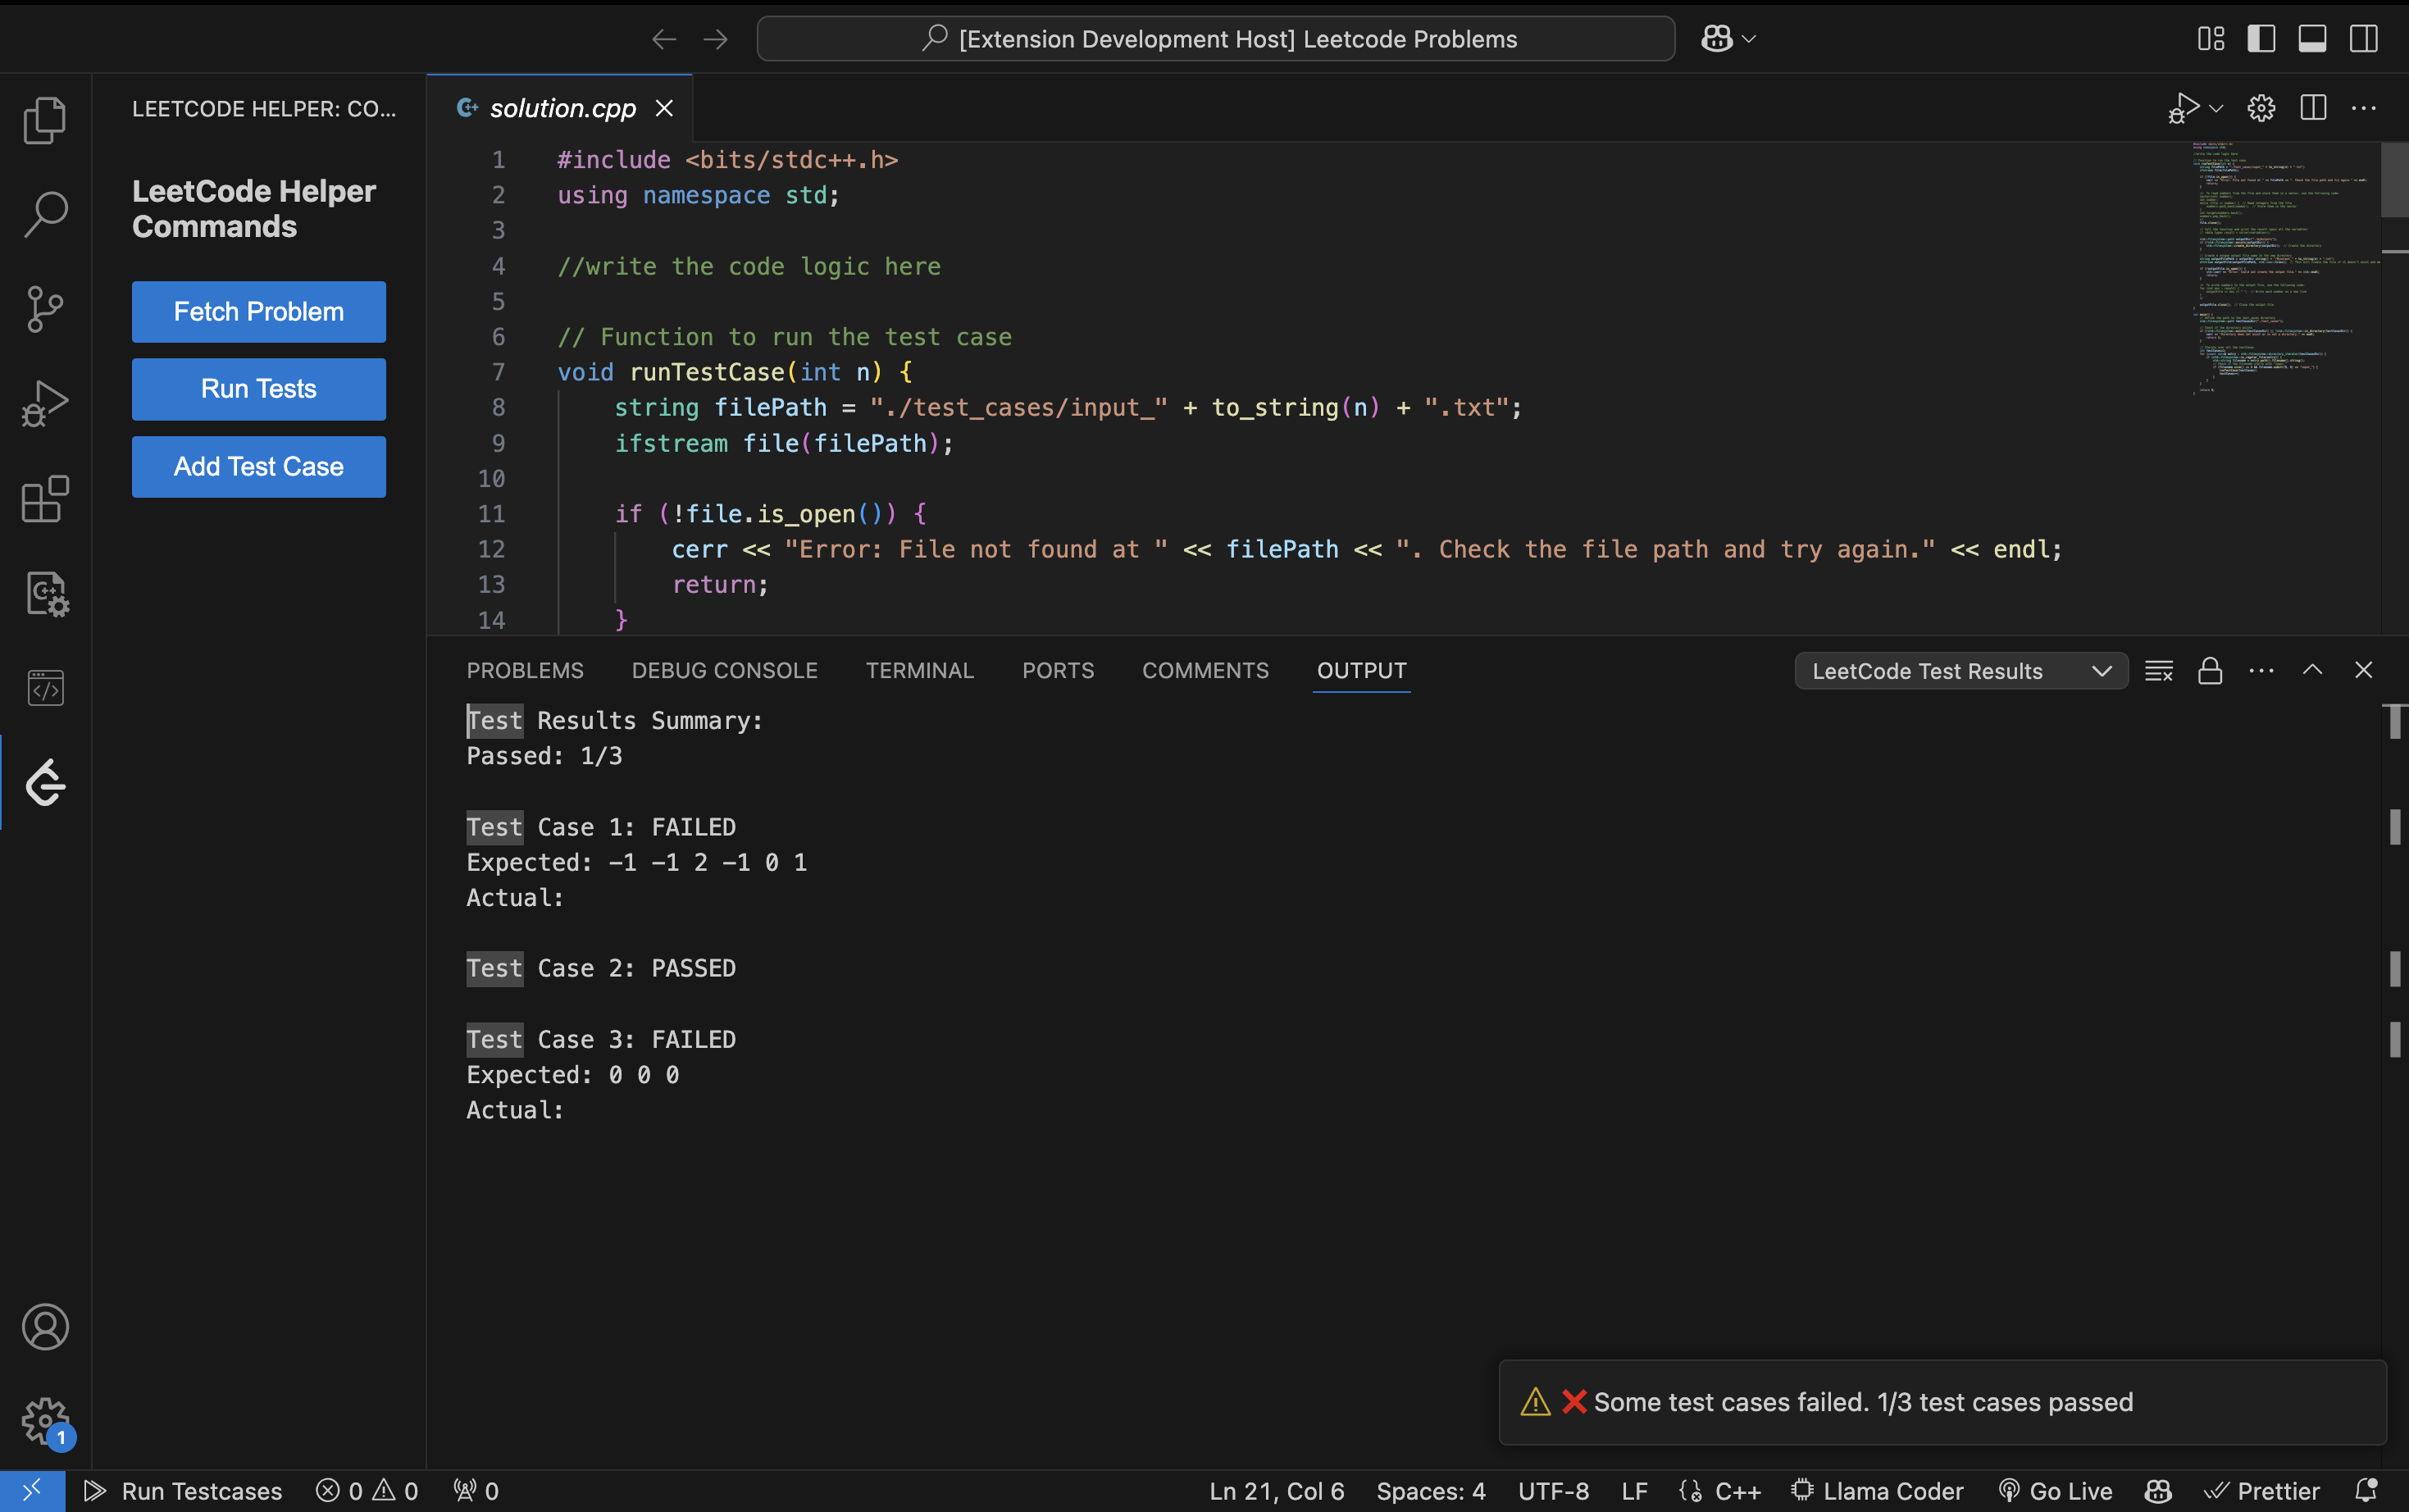 [Extension Development Host] Leetcode Problems
LEETCODE HELPER: CO...
LeetCode Helper
Commands
Fetch Problem
Run Tests
Add Test Case
solution.cpp
1 #include <bits/stdc++.h>
2 using namespace std;
3
4 //write the code logic here
5
6 // Function to run the test case
7 void runTestCase(int n) {
8 string filePath = "./test_cases/input_" + to_string(n) + ".txt";
9 ifstream file(filePath);
10
11 if (!file.is_open()) {
12 cerr << "Error: File not found at " << filePath << ". Check the file path and try again." << endl;
13 return;
14 }
PROBLEMS DEBUG CONSOLE TERMINAL PORTS COMMENTS OUTPUT LeetCode Test Results
Test Results Summary:
Passed: 1/3
Test Case 1: FAILED
Expected: -1 -1 2 -1 0 1
Actual:
Test Case 2: PASSED
Test Case 3: FAILED
Expected: 0 0 0
Actual:
Some test cases failed. 1/3 test cases passed
1
Run Testcases 0 0 0 Ln 21, Col 6 Spaces: 4 UTF-8 LF C++ Llama Coder Go Live Prettier